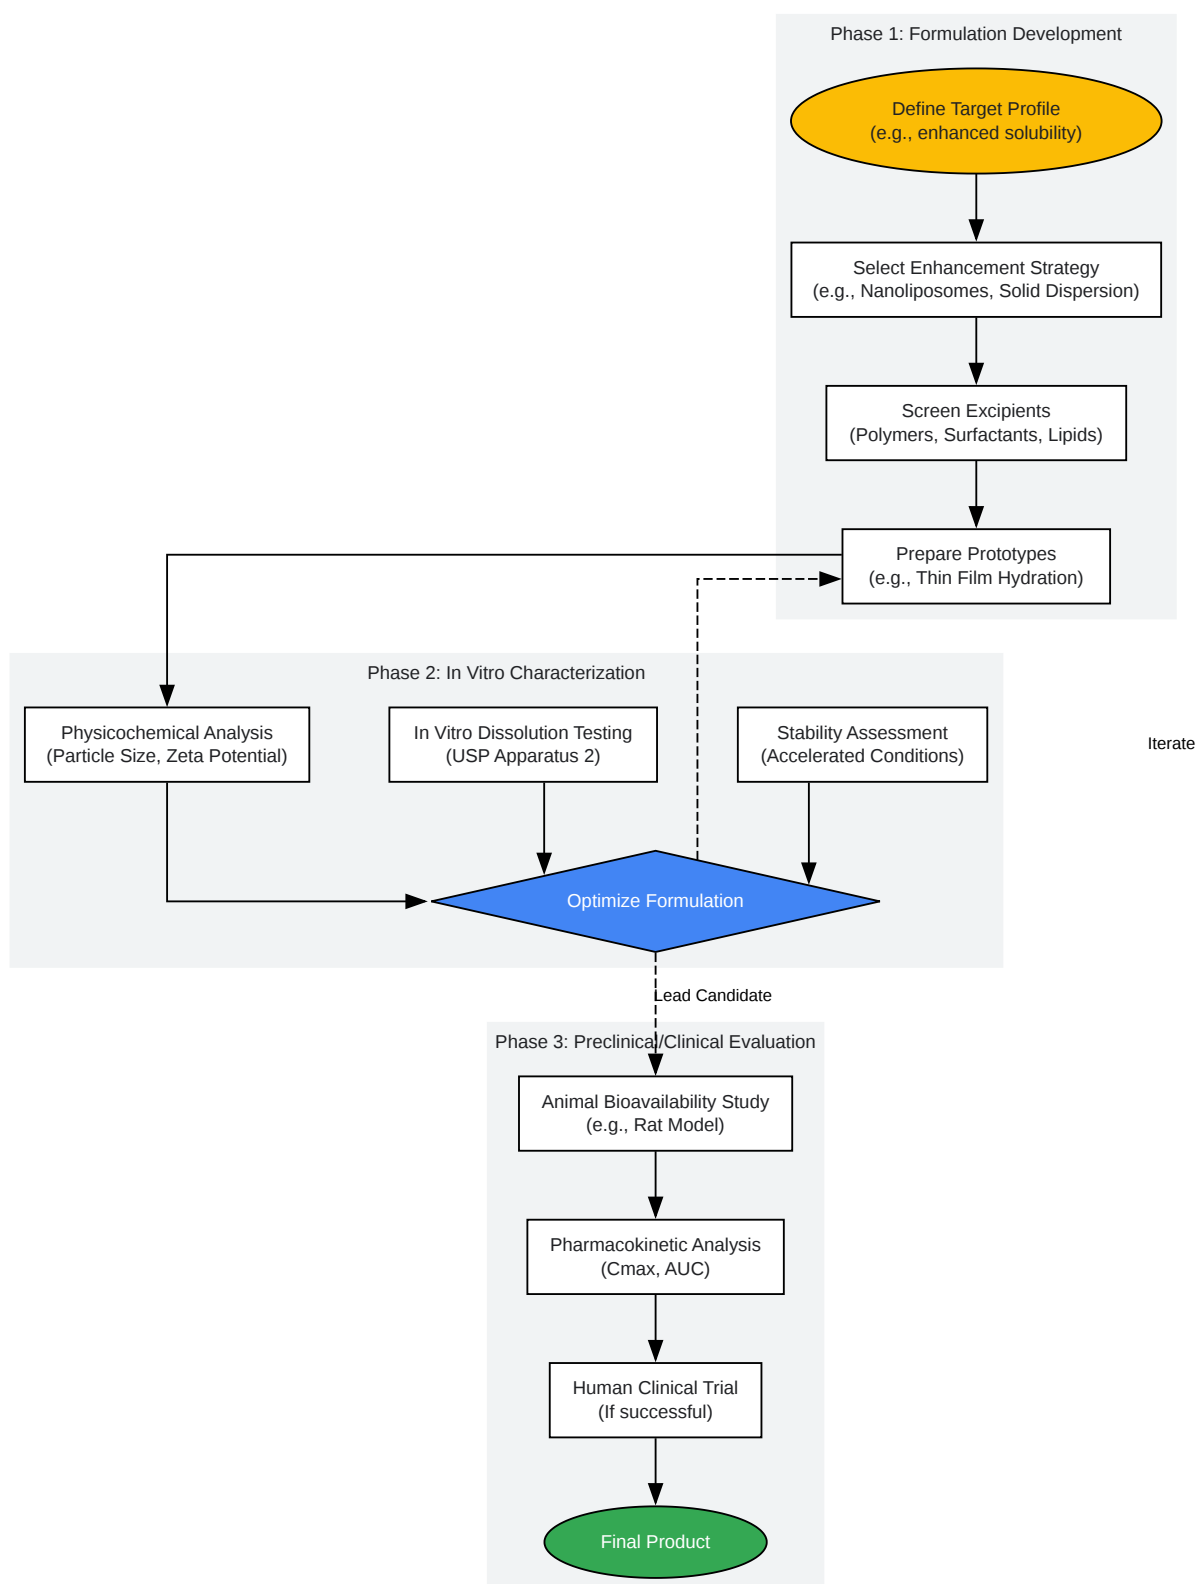 Phase 1: Formulation Development
Define Target Profile
(e.g., enhanced solubility)
Select Enhancement Strategy
(e.g., Nanoliposomes, Solid Dispersion)
Screen Excipients
(Polymers, Surfactants, Lipids)
Prepare Prototypes
(e.g., Thin Film Hydration)
Phase 2: In Vitro Characterization
Physicochemical Analysis
(Particle Size, Zeta Potential)
In Vitro Dissolution Testing
(USP Apparatus 2)
Stability Assessment
(Accelerated Conditions)
Iterate
Optimize Formulation
Lead Candidate
Phase 3: Preclinical/Clinical Evaluation
Animal Bioavailability Study
(e.g., Rat Model)
Pharmacokinetic Analysis
(Cmax, AUC)
Human Clinical Trial
(If successful)
Final Product